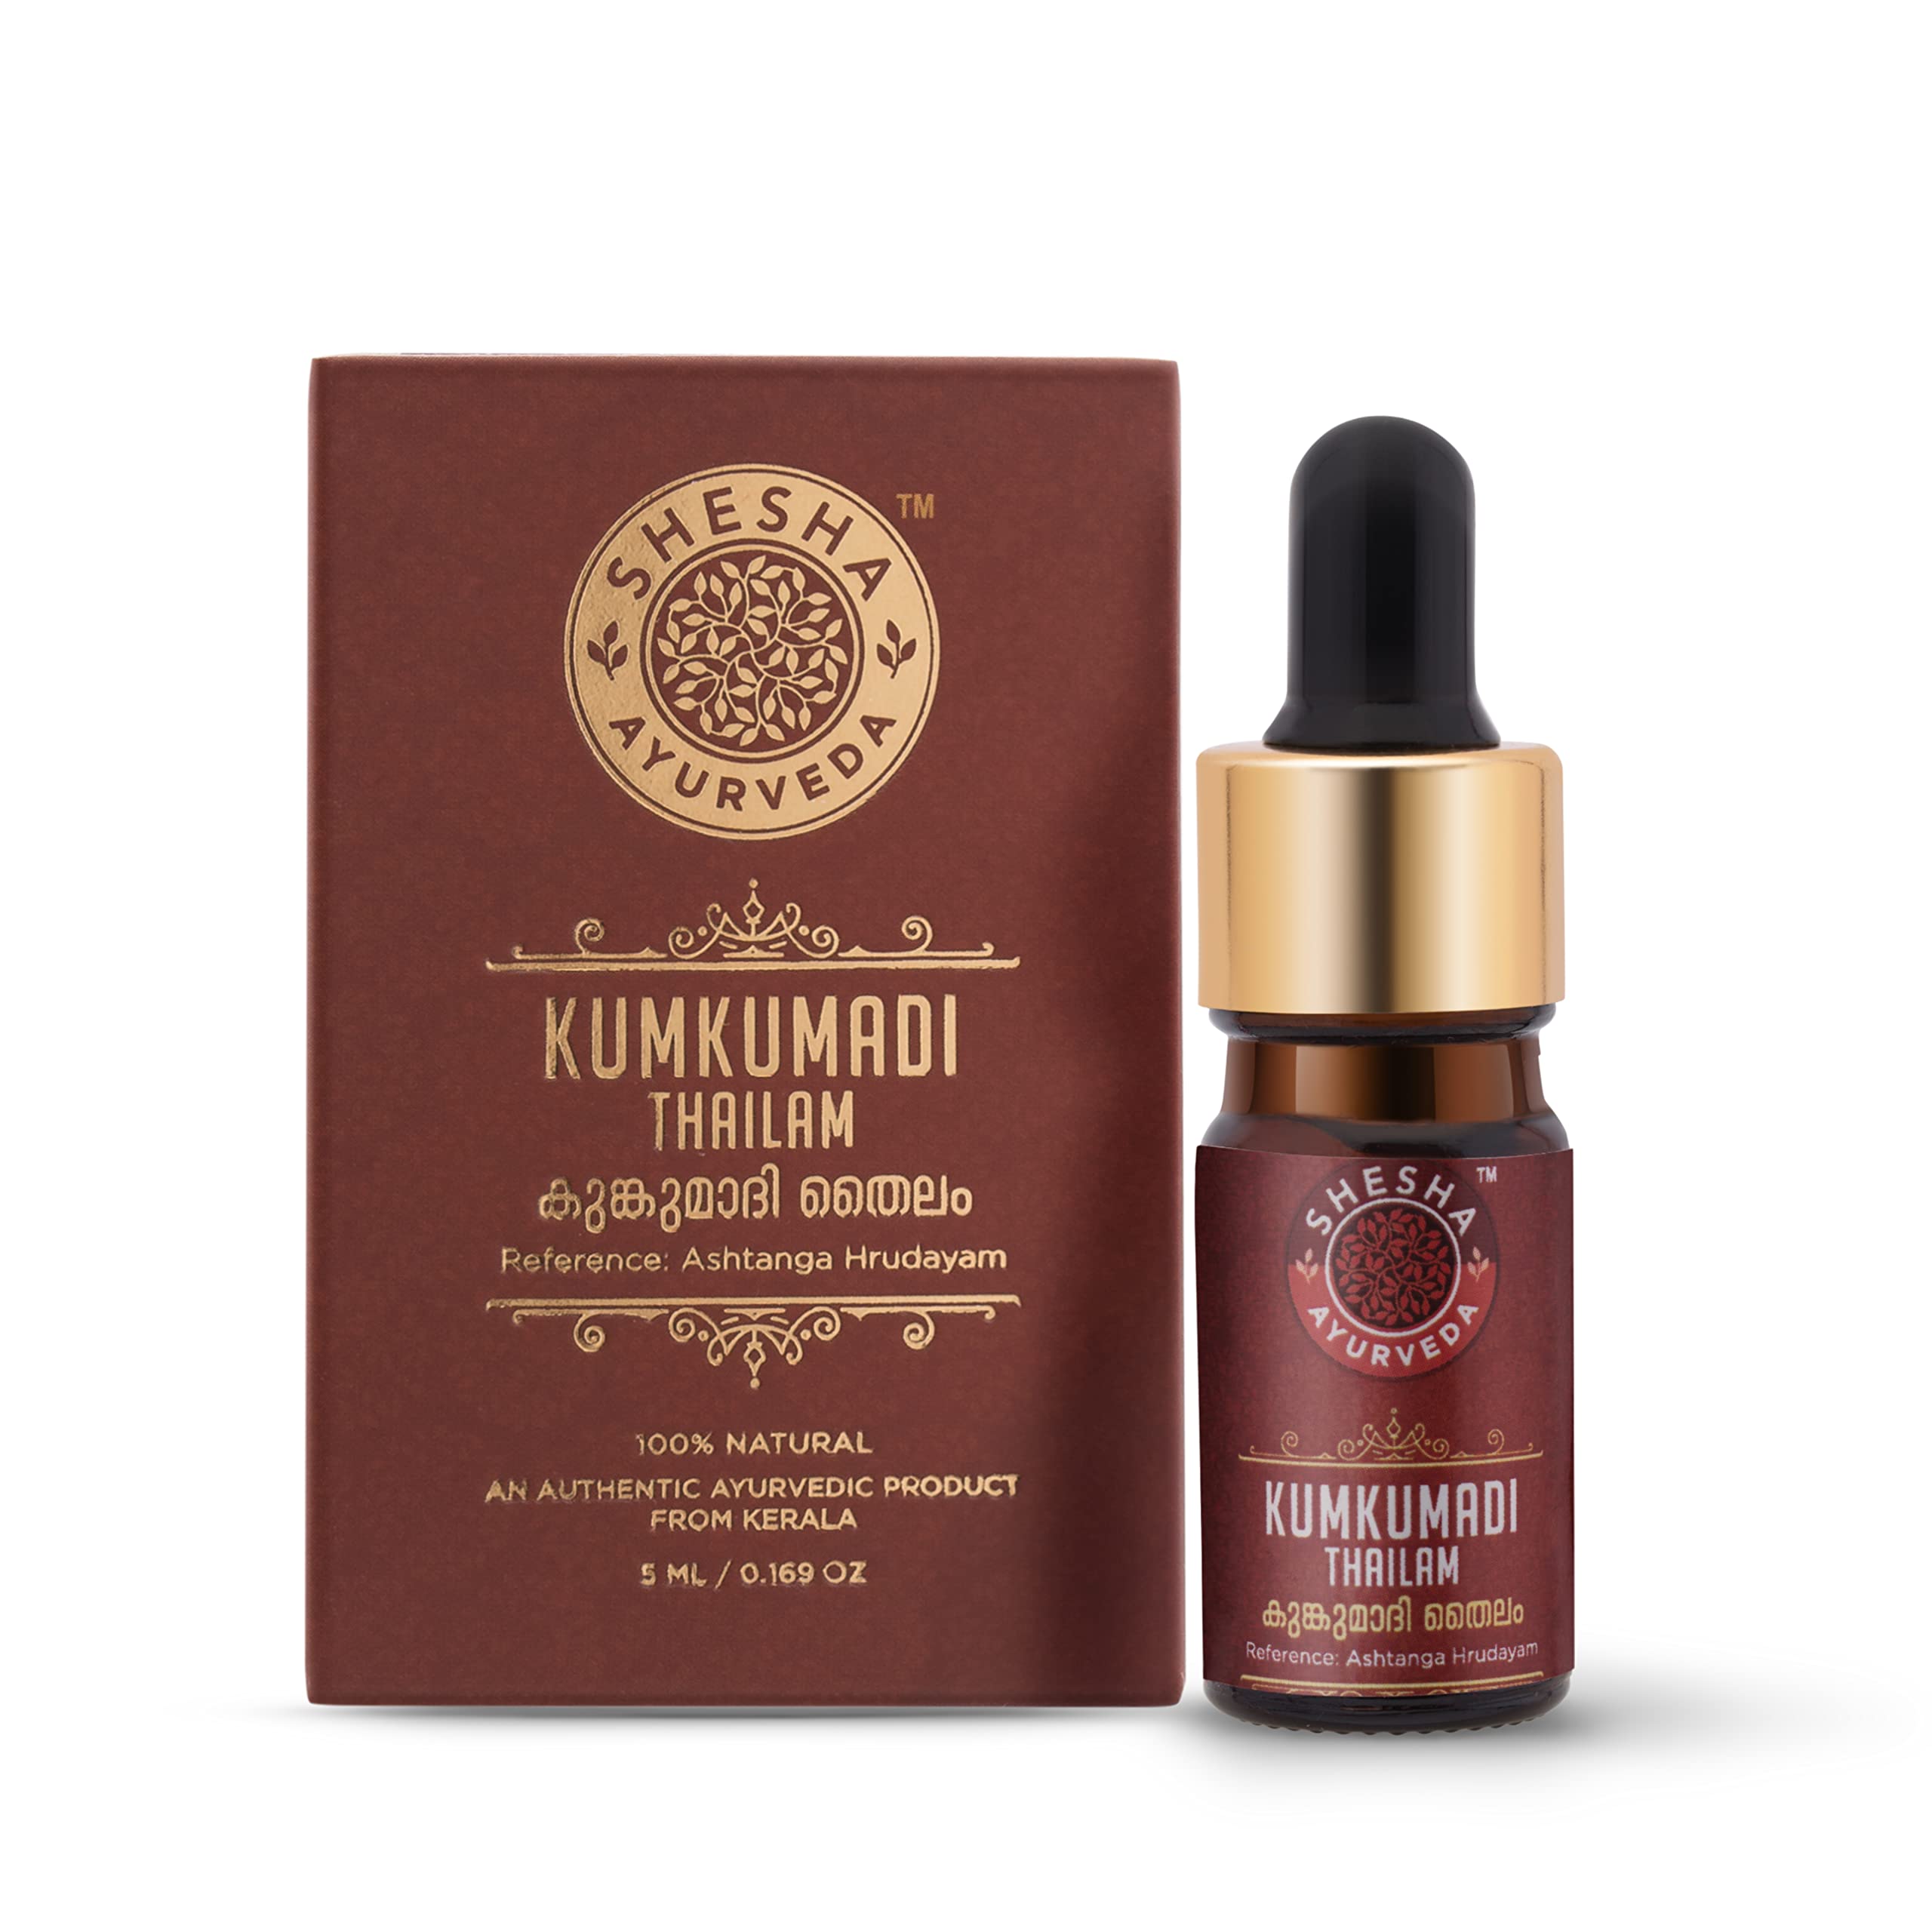 SHESHA
AYURVEDA
TM
KUMKUMADI
THAILAM
കുങ്കുമാദി തൈലം
Reference: Ashtanga Hrudayam
100% NATURAL
AN AUTHENTIC AYURVEDIC PRODUCT
FROM KERALA
5 ML / 0.169 OZ
SHESHA
AYURVEDA
TM
KUMKUMADI
THAILAM
കുങ്കുമാദി തൈലം
Reference: Ashtanga Hrudayam